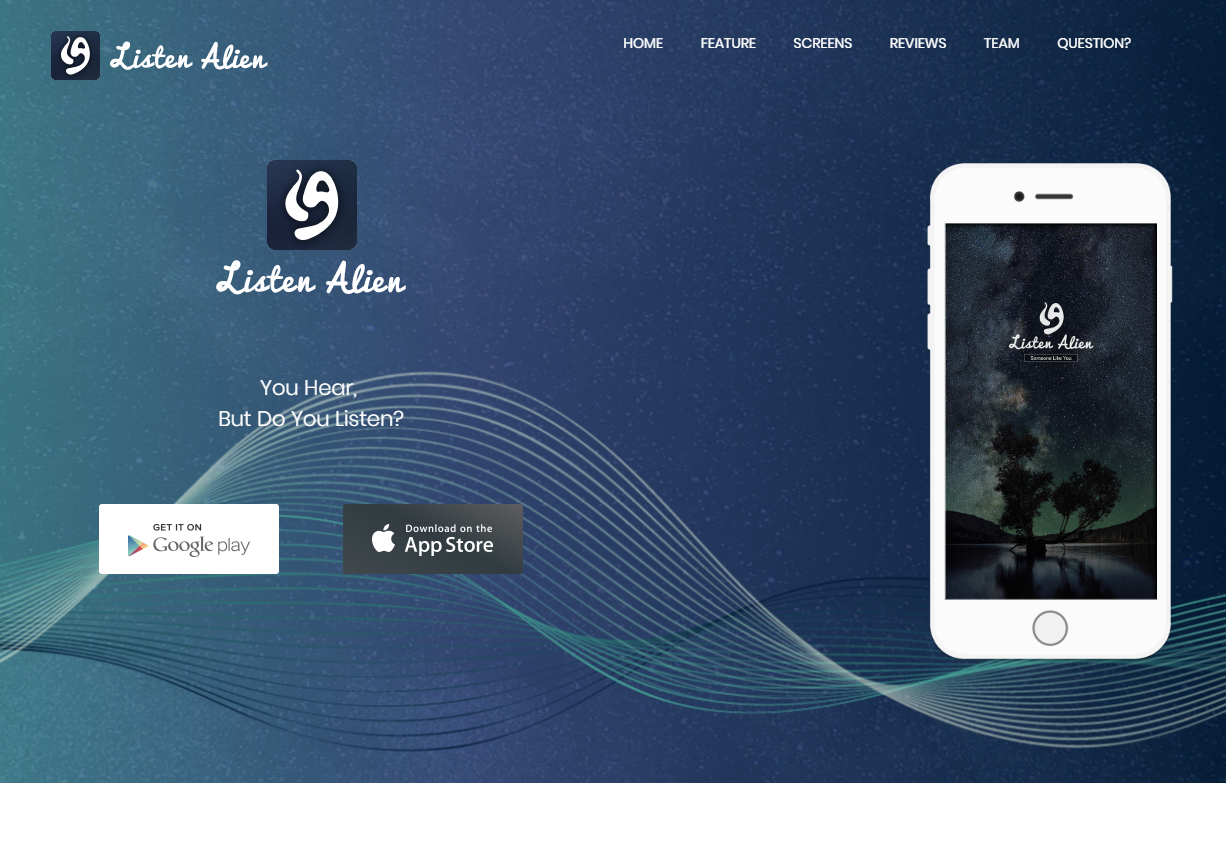 Listen Alien
HOME FEATURE SCREENS REVIEWS TEAM QUESTION?
Listen Alien
You Hear,
But Do You Listen?
GET IT ON
Google play
Download on the
App Store
Listen Alien
Someone Like You